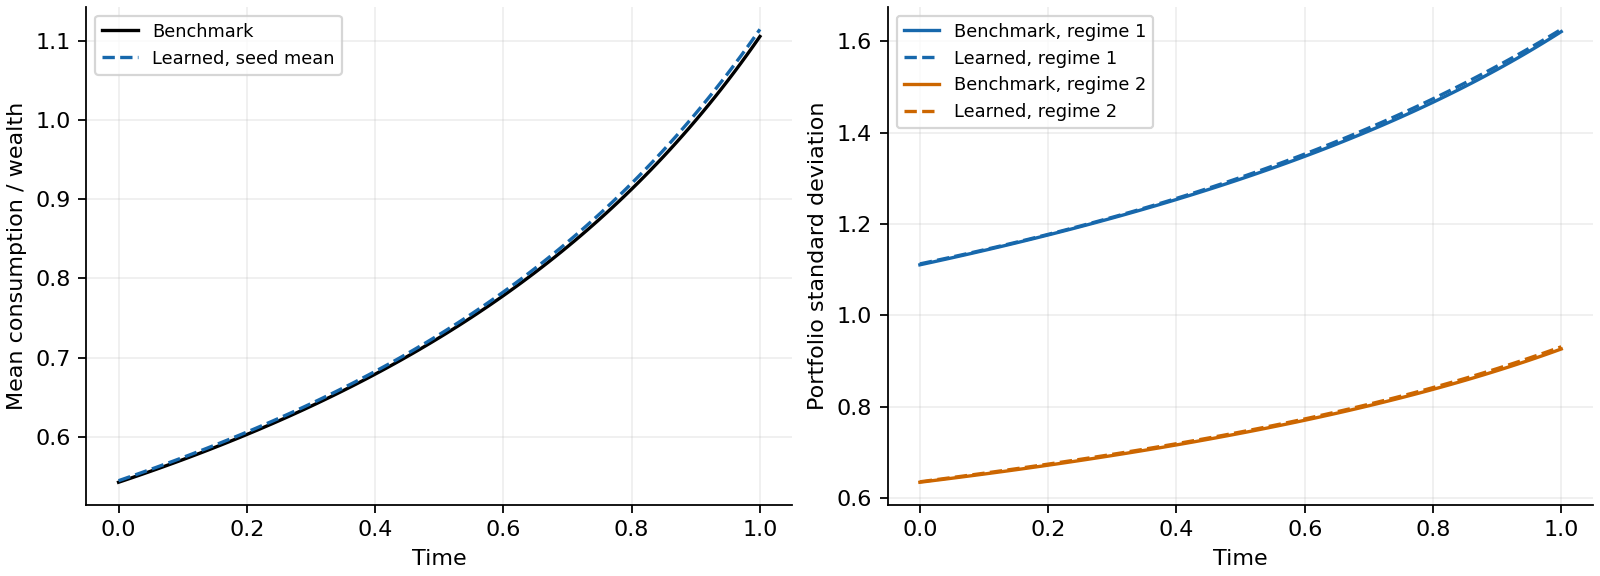 Benchmark
Learned, seed mean
Mean consumption / wealth
1.1
1.0
0.9
0.8
0.7
0.6
0.0 0.2 0.4 0.6 0.8 1.0
Time
Benchmark, regime 1
Learned, regime 1
Benchmark, regime 2
Learned, regime 2
Portfolio standard deviation
1.6
1.4
1.2
1.0
0.8
0.6
0.0 0.2 0.4 0.6 0.8 1.0
Time